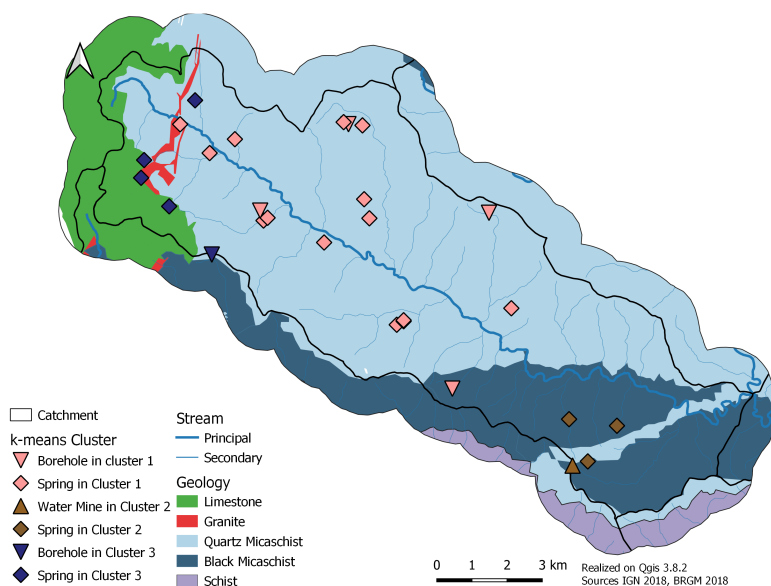 Catchment
k-means Cluster
Borehole in cluster 1
Spring in Cluster 1
Water Mine in Cluster 2
Spring in Cluster 2
Borehole in Cluster 3
Spring in Cluster 3
Stream
Principal
Secondary
Geology
Limestone
Granite
Quartz Micaschist
Black Micaschist
Schist
0 1 2 3 km
Realized on Qgis 3.8.2
Sources IGN 2018, BRGM 2018